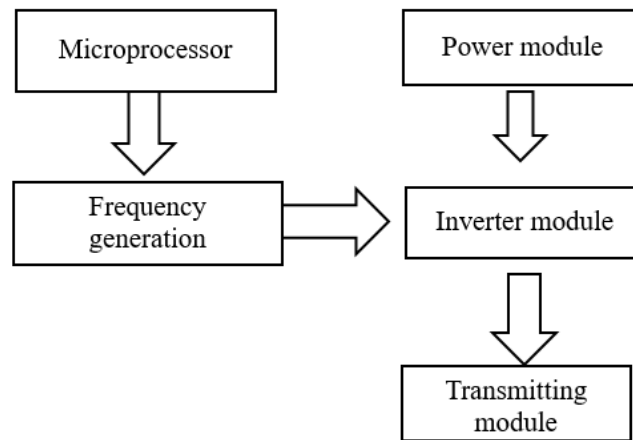 Microprocessor
Power module
Frequency
generation
Inverter module
Transmitting
module